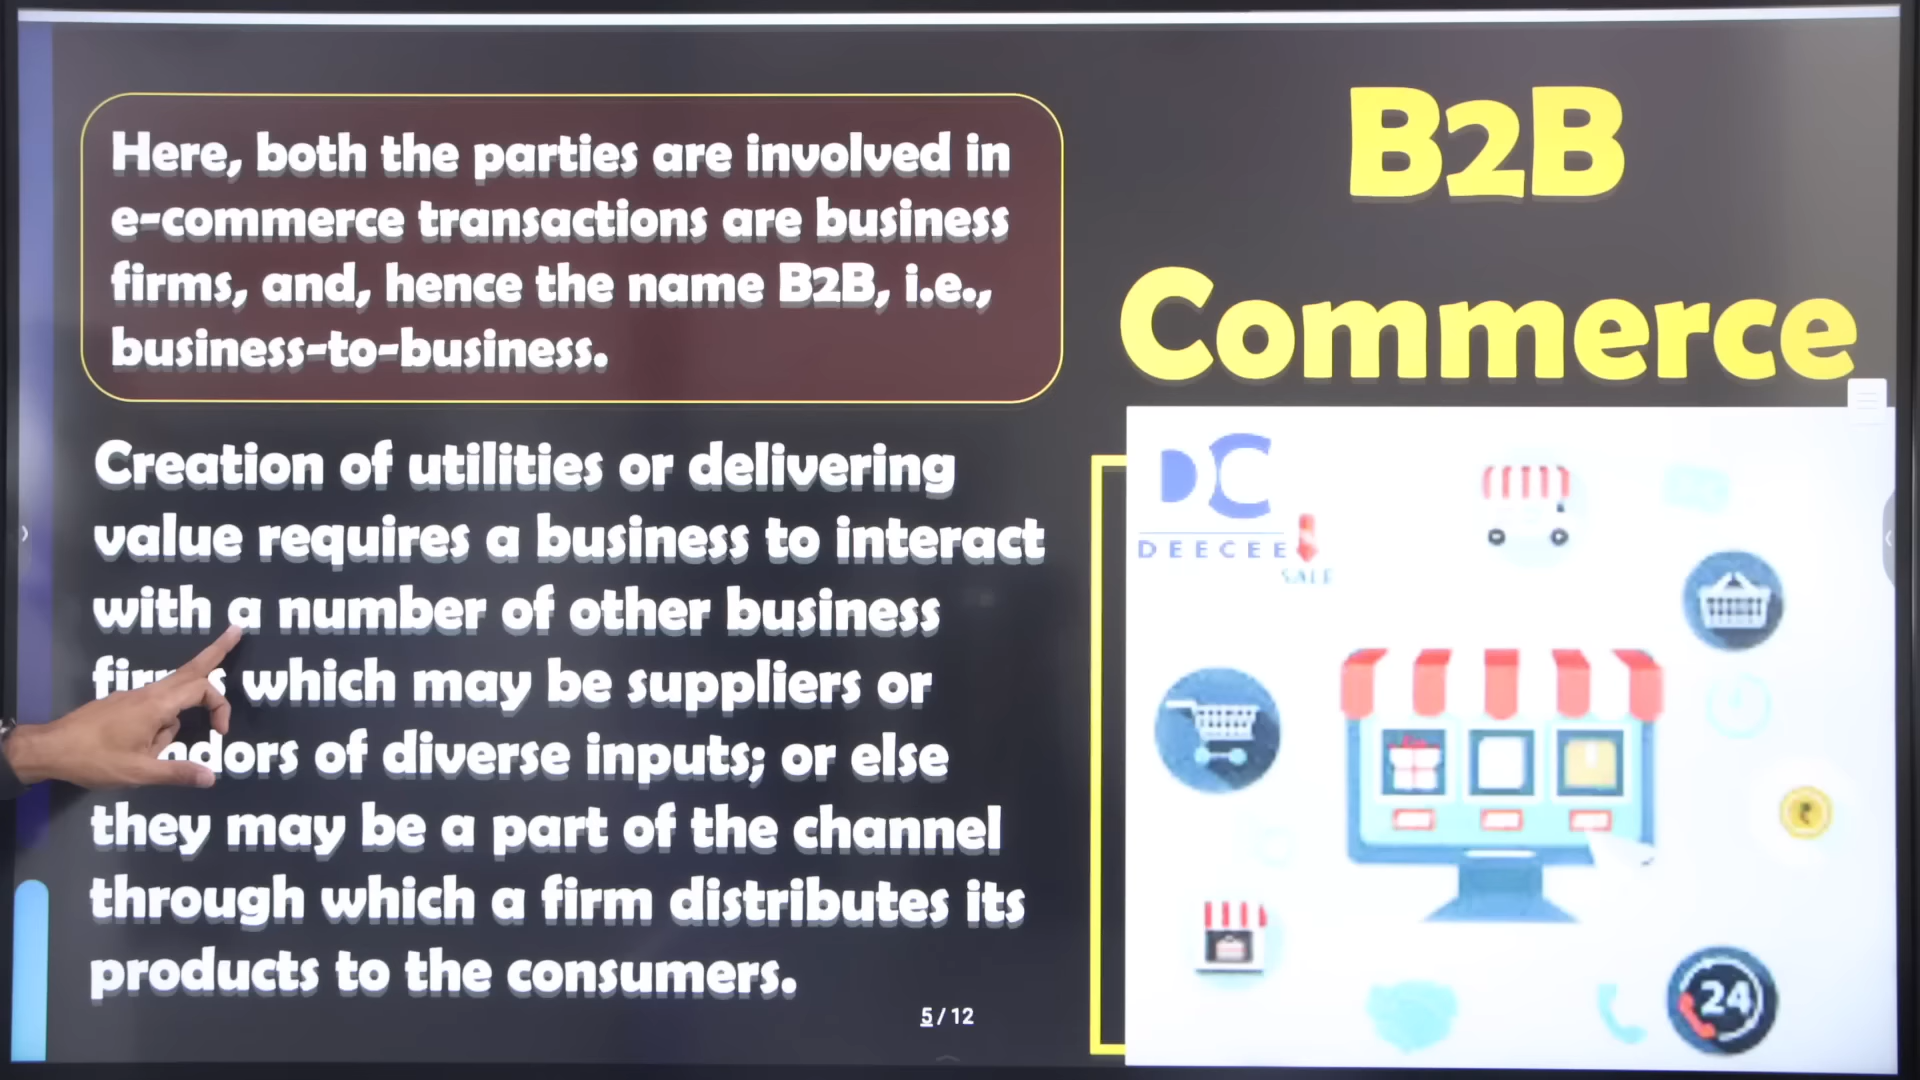 Here, both the parties are involved in
e-commerce transactions are business
firms, and, hence the name B2B, i.e.,
business-to-business.
Creation of utilities or delivering
value requires a business to interact
with a number of other business
which may be suppliers or
of diverse inputs; or else
they may be a part of the channel
through which a firm distributes its
products to the consumers.
5 / 12
B2B
Commerce
DC
DEECEE
SALE
₹
24